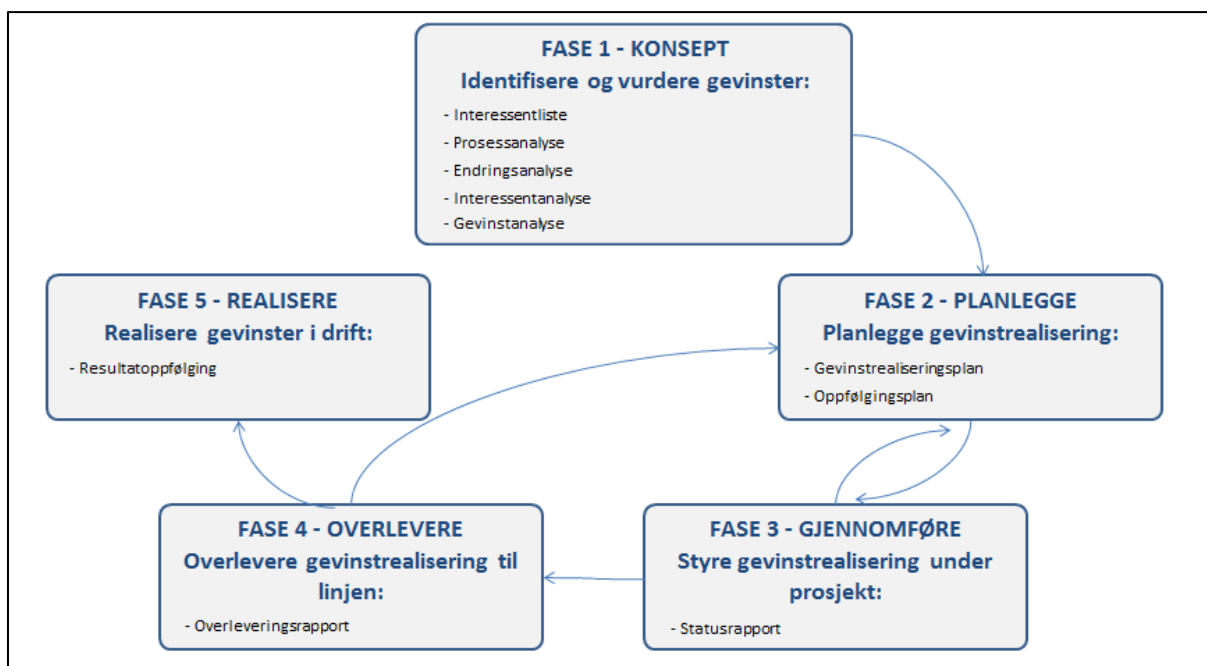 FASE 1 - KONSEPT
Identifisere og vurdere gevinster:
- Interessentliste
- Prosessanalyse
- Endringsanalyse
- Interessentanalyse
- Gevinstanalyse
FASE 2 - PLANLEGGE
Planlegge gevinstrealisering:
- Gevinstrealiseringsplan
- Oppfølgingsplan
FASE 3 - GJENNOMFØRE
Styre gevinstrealisering under
prosjekt:
- Statusrapport
FASE 4 - OVERLEVERE
Overlevere gevinstrealisering til
linjen:
- Overleveringsrapport
FASE 5 - REALISERE
Realisere gevinster i drift:
- Resultatoppfølging